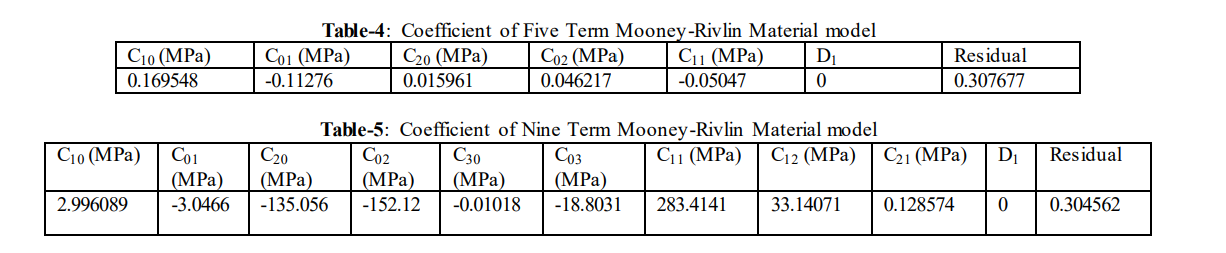 Table-4: Coefficient of Five Term Mooney-Rivlin Material model
C₁₀ (MPa) C₀₁ (MPa) C₂₀ (MPa) C₀₂ (MPa) C₁₁ (MPa) D₁ Residual
0.169548 -0.11276 0.015961 0.046217 -0.05047 0 0.307677
Table-5: Coefficient of Nine Term Mooney-Rivlin Material model
C₁₀ (MPa) C₀₁ (MPa) C₂₀ (MPa) C₀₂ (MPa) C₃₀ (MPa) C₀₃ (MPa) C₁₁ (MPa) C₁₂ (MPa) C₂₁ (MPa) D₁ Residual
2.996089 -3.0466 -135.056 -152.12 -0.01018 -18.8031 283.4141 33.14071 0.128574 0 0.304562